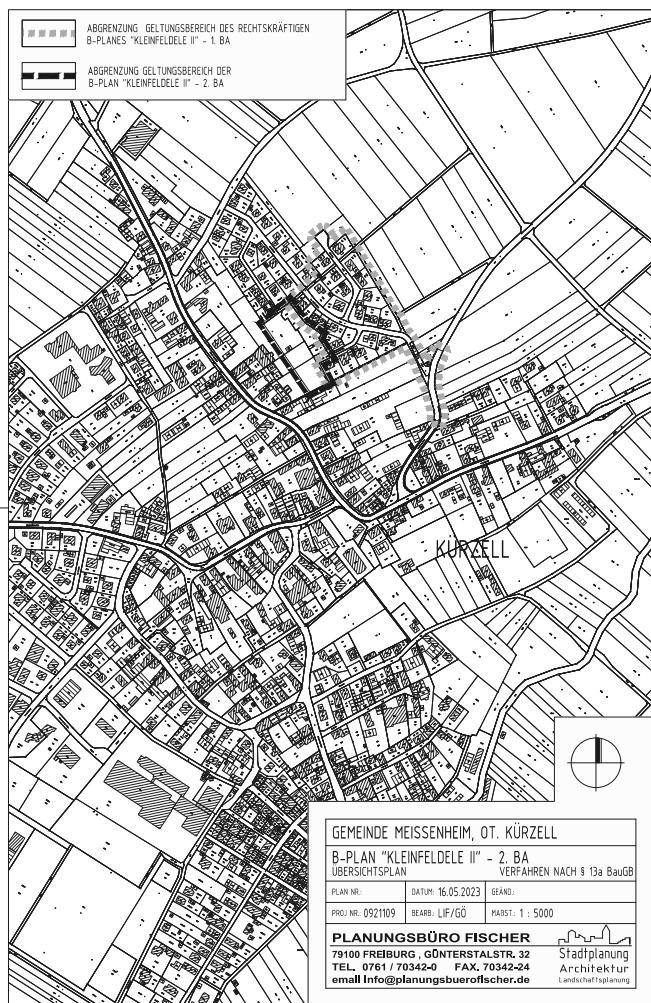 ABGRENZUNG GELTUNGSBEREICH DES RECHTSKRÄFTIGEN
B-PLANES "KLEINFELDELE II" - 1. BA
ABGRENZUNG GELTUNGSBEREICH DER
B-PLAN "KLEINFELDELE II" - 2. BA
KÜRZELL
GEMEINDE MEISSENHEIM, OT. KÜRZELL
B-PLAN "KLEINFELDELE II" - 2. BA
ÜBERSICHTSPLAN VERFAHREN NACH § 13a BauGB
PLAN NR.: DATUM: 16.05.2023 GEÄND.:
PROJ NR.: 0921109 BEARB.: LIF/GÖ MAßST.: 1 : 5000
PLANUNGSBÜRO FISCHER
79100 FREIBURG , GÜNTERSTALSTR. 32
TEL. 0761 / 70342-0 FAX. 70342-24
email Info@planungsbuerofischer.de
Stadtplanung
Architektur
Landschaftsplanung